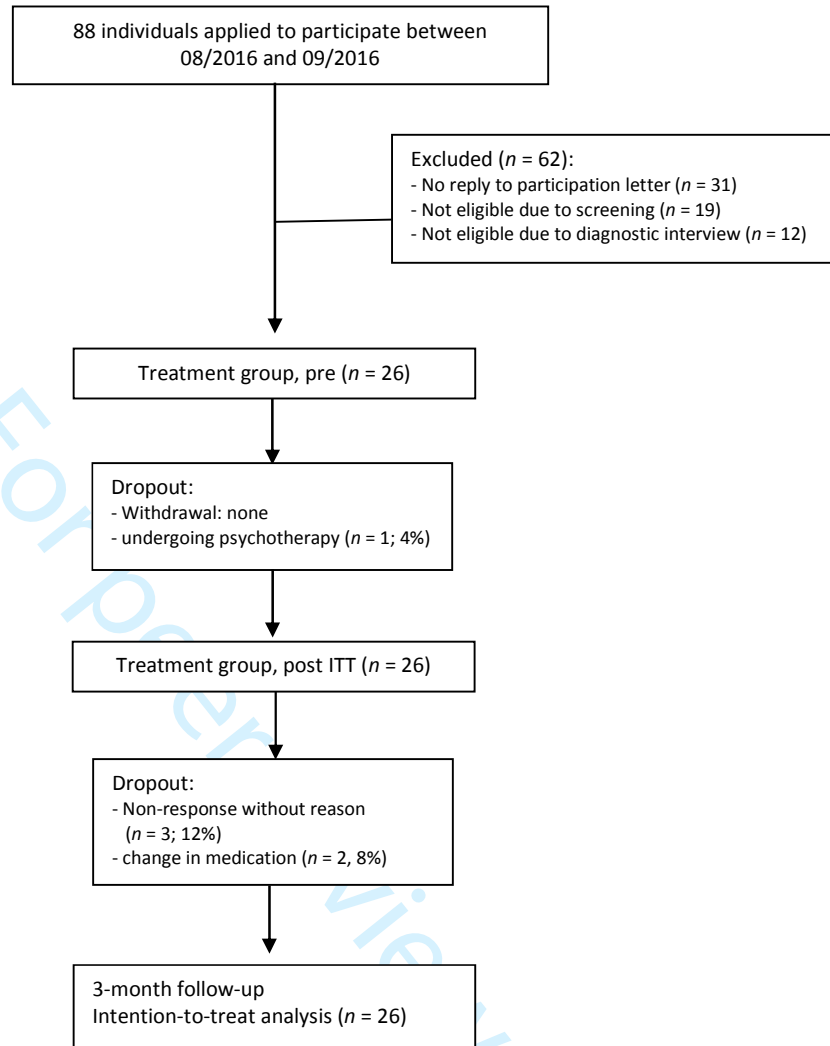 88 individuals applied to participate between
08/2016 and 09/2016
Excluded (n = 62):
- No reply to participation letter (n = 31)
- Not eligible due to screening (n = 19)
- Not eligible due to diagnostic interview (n = 12)
Treatment group, pre (n = 26)
Dropout:
- Withdrawal: none
- undergoing psychotherapy (n = 1; 4%)
Treatment group, post ITT (n = 26)
Dropout:
- Non-response without reason
(n = 3; 12%)
- change in medication (n = 2, 8%)
3-month follow-up
Intention-to-treat analysis (n = 26)